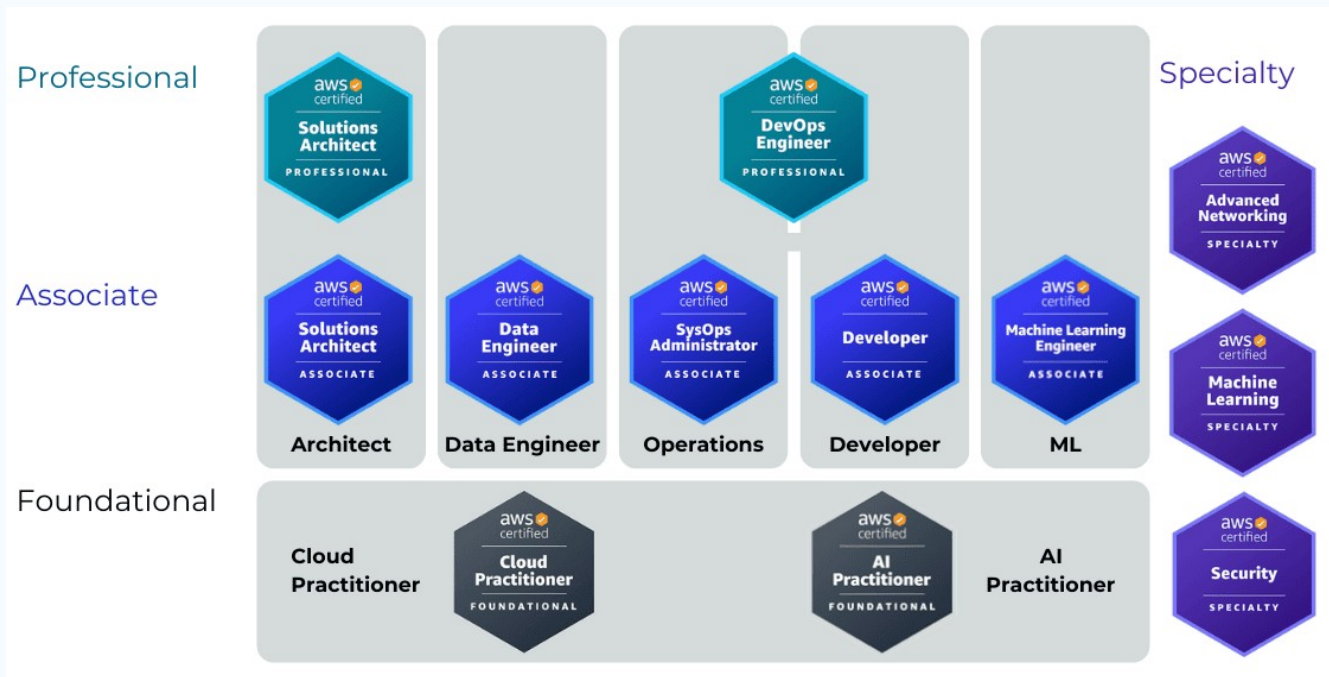 Professional
aws
certified
Solutions
Architect
PROFESSIONAL
aws
certified
DevOps
Engineer
PROFESSIONAL
Specialty
aws
certified
Advanced
Networking
SPECIALTY
Associate
aws
certified
Solutions
Architect
ASSOCIATE
aws
certified
Data
Engineer
ASSOCIATE
aws
certified
SysOps
Administrator
ASSOCIATE
aws
certified
Developer
ASSOCIATE
aws
certified
Machine Learning
Engineer
ASSOCIATE
aws
certified
Machine
Learning
SPECIALTY
Architect
Data Engineer
Operations
Developer
ML
Foundational
Cloud
Practitioner
aws
certified
Cloud
Practitioner
FOUNDATIONAL
aws
certified
AI
Practitioner
FOUNDATIONAL
AI
Practitioner
aws
certified
Security
SPECIALTY